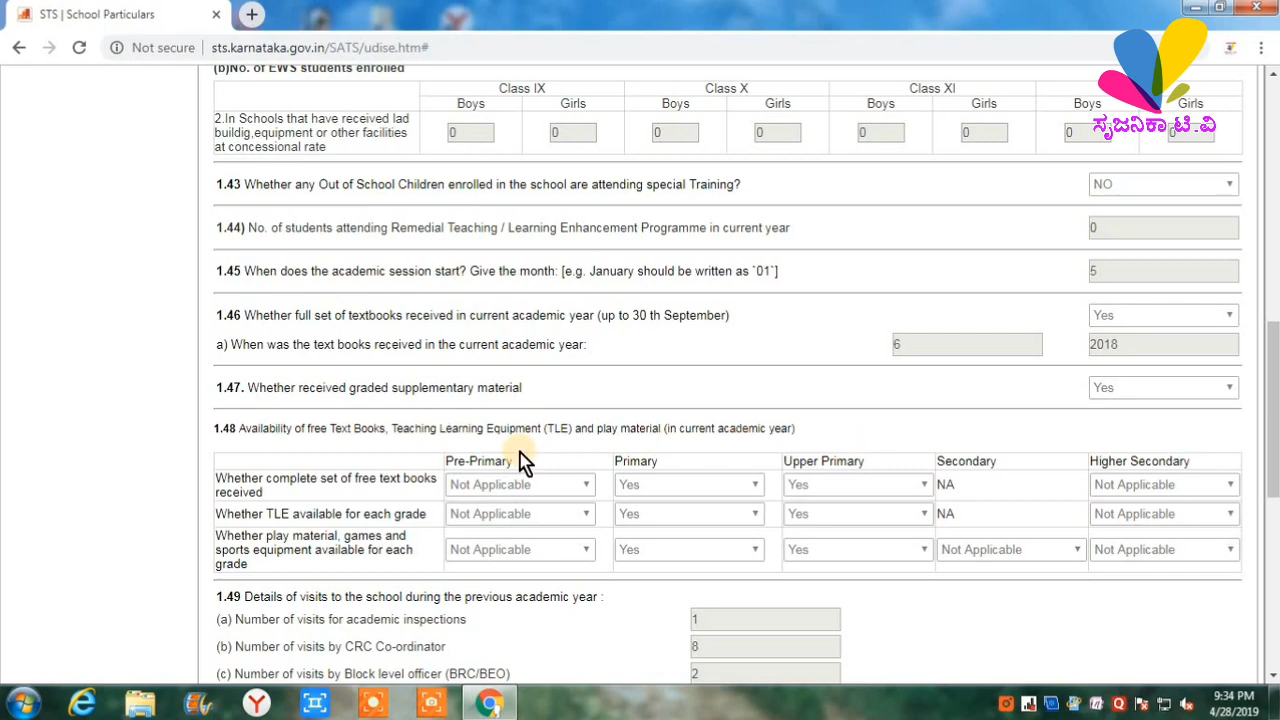 STS | School Particulars
Not secure
sts.karnataka.gov.in/SATS/udise.htm#
ಸೃಜನಿಕಾ ಟಿ.ವಿ
(b)No. of EWS students enrolled
Class IX Class X Class XI
Boys Girls Boys Girls Boys Girls Boys Girls
2.In Schools that have received lad
buildig,equipment or other facilities
at concessional rate
0 0 0 0 0 0 0 0
1.43 Whether any Out of School Children enrolled in the school are attending special Training? NO
1.44) No. of students attending Remedial Teaching / Learning Enhancement Programme in current year 0
1.45 When does the academic session start? Give the month: [e.g. January should be written as `01`] 5
1.46 Whether full set of textbooks received in current academic year (up to 30 th September) Yes
a) When was the text books received in the current academic year: 6 2018
1.47. Whether received graded supplementary material Yes
1.48 Availability of free Text Books, Teaching Learning Equipment (TLE) and play material (in current academic year)
Pre-Primary Primary Upper Primary Secondary Higher Secondary
Whether complete set of free text books
received
Not Applicable Yes Yes NA Not Applicable
Whether TLE available for each grade Not Applicable Yes Yes NA Not Applicable
Whether play material, games and
sports equipment available for each
grade
Not Applicable Yes Yes Not Applicable Not Applicable
1.49 Details of visits to the school during the previous academic year :
(a) Number of visits for academic inspections 1
(b) Number of visits by CRC Co-ordinator 8
(c) Number of visits by Block level officer (BRC/BEO) 2
9:34 PM
4/28/2019